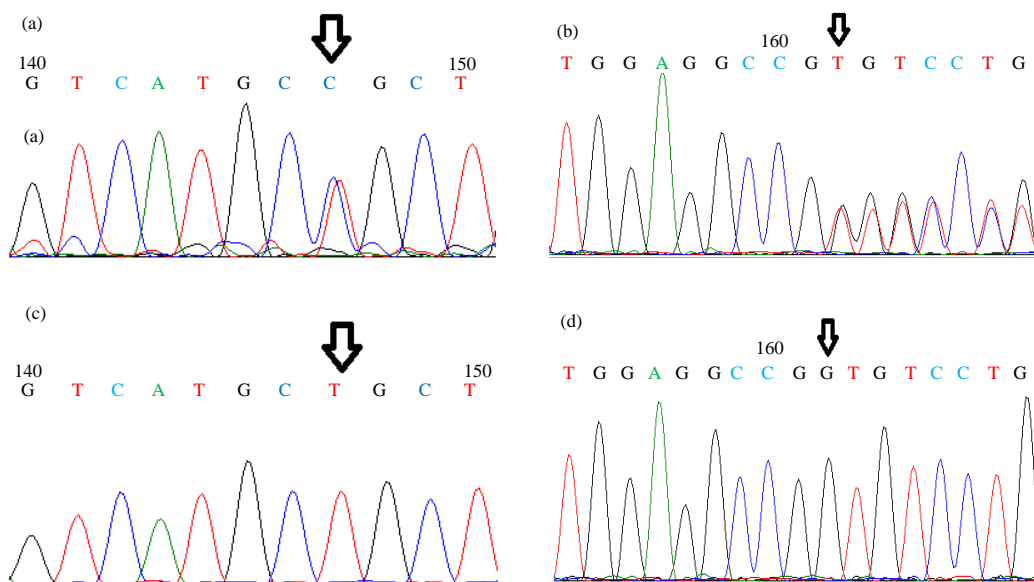 (a)
140 150
G T C A T G C C G C T
(a)
(b)
160
T G G A G G C C G T G T C C T G
(c)
140 150
G T C A T G C T G C T
(d)
160
T G G A G G C C G G T G T C C T G